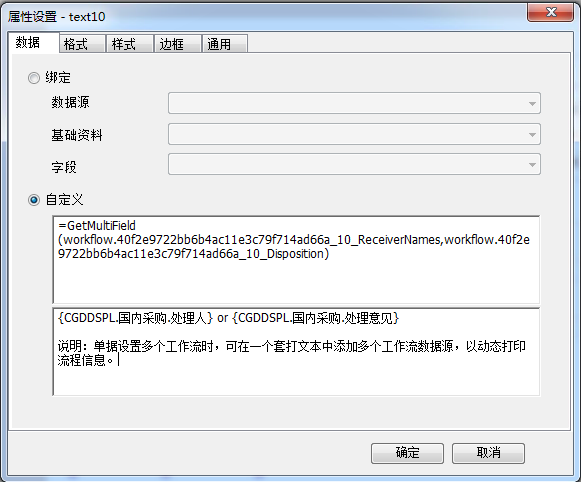 属性设置 - text10
数据 格式 样式 边框 通用
绑定
数据源
基础资料
字段
自定义
=GetMultiField
(workflow.40f2e9722bb6b4ac11e3c79f714ad66a_10_ReceiverNames,workflow.40f2e
9722bb6b4ac11e3c79f714ad66a_10_Disposition)
{CGDDSPL.国内采购.处理人} or {CGDDSPL.国内采购.处理意见}
说明：单据设置多个工作流时，可在一个套打文本中添加多个工作流数据源，以动态打印
流程信息。
确定 取消